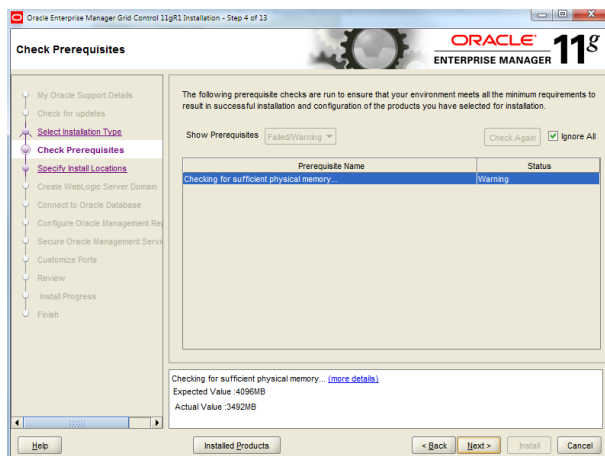 Oracle Enterprise Manager Grid Control 11gR1 Installation - Step 4 of 13
Check Prerequisites
ORACLE
ENTERPRISE MANAGER 11g
My Oracle Support Details
Check for updates
Select Installation Type
Check Prerequisites
Specify Install Locations
Create WebLogic Server Domain
Connect to Oracle Database
Configure Oracle Management Re
Secure Oracle Management Servi
Customize Ports
Review
Install Progress
Finish
The following prerequisite checks are run to ensure that your environment meets all the minimum requirements to
result in successful installation and configuration of the products you have selected for installation.
Show Prerequisites Failed/Warning Check Again Ignore All
Prerequisite Name Status
Checking for sufficient physical memory... Warning
Checking for sufficient physical memory... (more details)
Expected Value :4096MB
Actual Value :3492MB
Help Installed Products < Back Next > Install Cancel